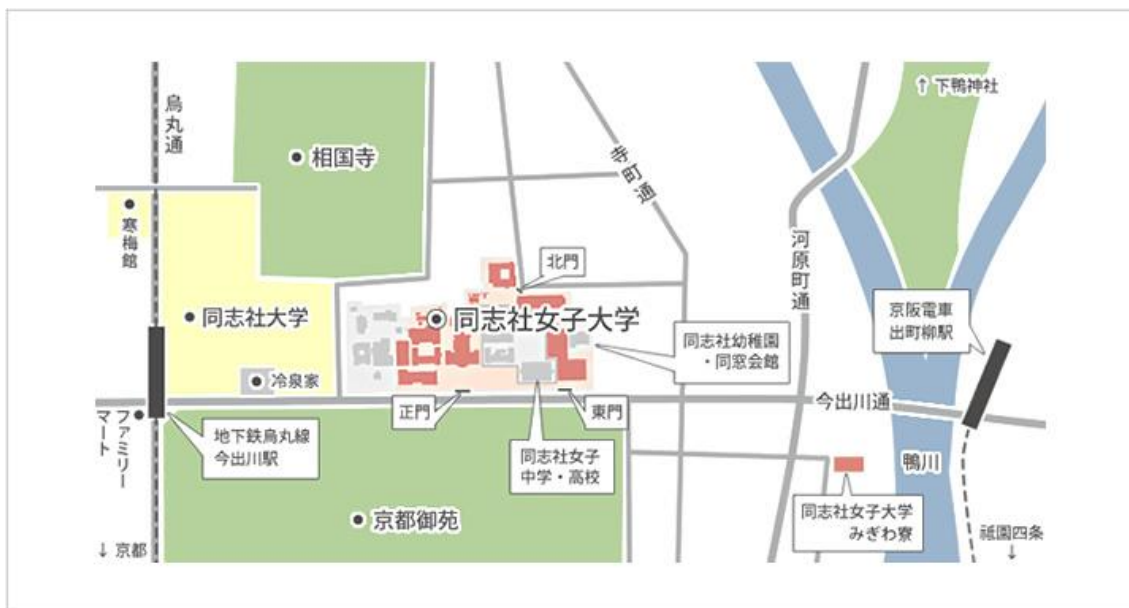 烏丸通
相国寺
寺町通
↑ 下鴨神社
寒梅館
河原町通
北門
同志社大学
同志社女子大学
京阪電車
出町柳駅
同志社幼稚園
・同窓会館
冷泉家
正門
東門
今出川通
ファミリー
マート
地下鉄烏丸線
今出川駅
同志社女子
中学・高校
鴨川
京都御苑
同志社女子大学
みぎわ寮
↓ 京都
祇園四条
↓